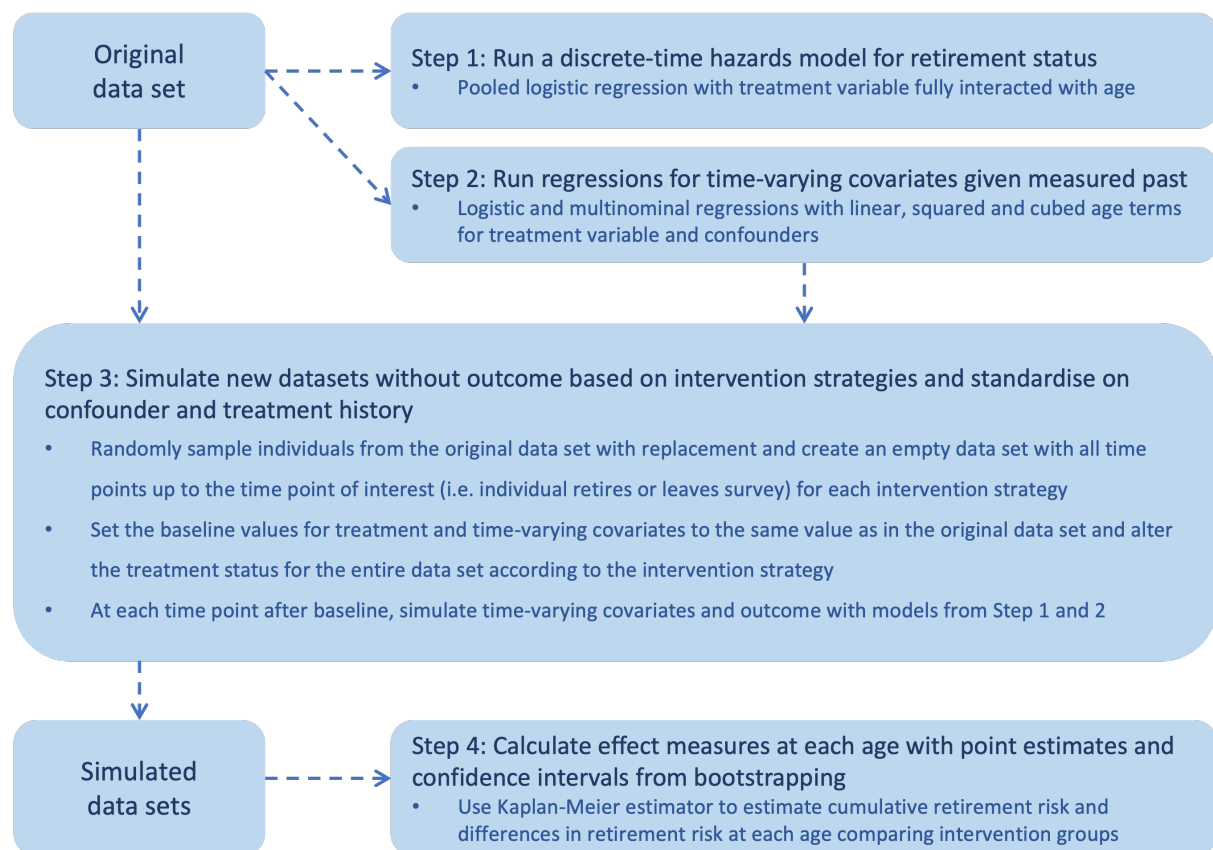 Original
data set
Step 1: Run a discrete-time hazards model for retirement status
• Pooled logistic regression with treatment variable fully interacted with age
Step 2: Run regressions for time-varying covariates given measured past
• Logistic and multinominal regressions with linear, squared and cubed age terms
for treatment variable and confounders
Step 3: Simulate new datasets without outcome based on intervention strategies and standardise on
confounder and treatment history
• Randomly sample individuals from the original data set with replacement and create an empty data set with all time
points up to the time point of interest (i.e. individual retires or leaves survey) for each intervention strategy
• Set the baseline values for treatment and time-varying covariates to the same value as in the original data set and alter
the treatment status for the entire data set according to the intervention strategy
• At each time point after baseline, simulate time-varying covariates and outcome with models from Step 1 and 2
Simulated
data sets
Step 4: Calculate effect measures at each age with point estimates and
confidence intervals from bootstrapping
• Use Kaplan-Meier estimator to estimate cumulative retirement risk and
differences in retirement risk at each age comparing intervention groups